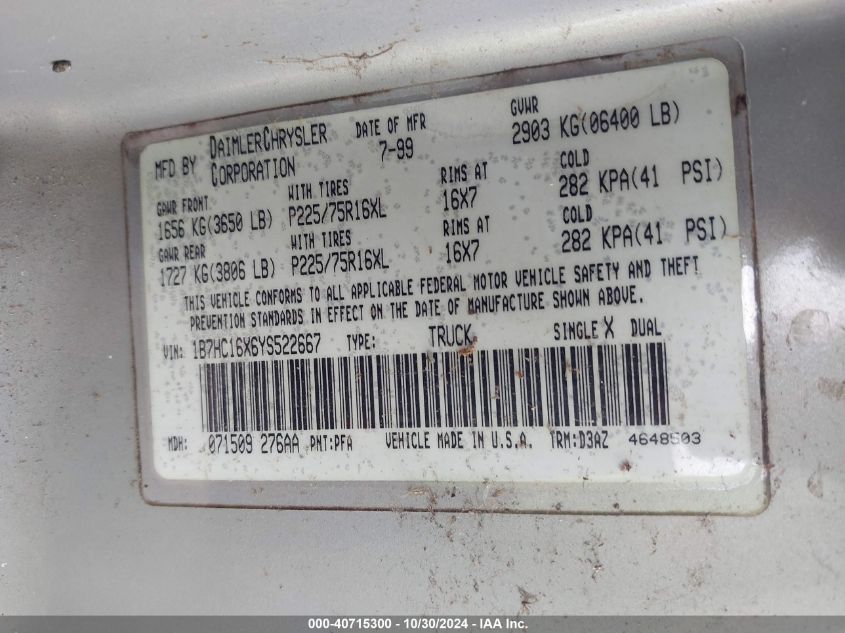 MFD BY DAIMLERCHRYSLER CORPORATION DATE OF MFR 7-99 GVWR 2903 KG(06400 LB)
GAWR FRONT WITH TIRES RIMS AT COLD
1656 KG(3650 LB) P225/75R16XL 16X7 282 KPA(41 PSI)
GAWR REAR WITH TIRES RIMS AT COLD
1727 KG(3806 LB) P225/75R16XL 16X7 282 KPA(41 PSI)
THIS VEHICLE CONFORMS TO ALL APPLICABLE FEDERAL MOTOR VEHICLE SAFETY AND THEFT
PREVENTION STANDARDS IN EFFECT ON THE DATE OF MANUFACTURE SHOWN ABOVE.
VIN: 1B7HC16X6YS522667 TYPE: TRUCK SINGLE X DUAL
MDH: 071509 276AA PNT:PFA VEHICLE MADE IN U.S.A. TRM:D3AZ 4648503
000-40715300 - 10/30/2024 - IAA Inc.